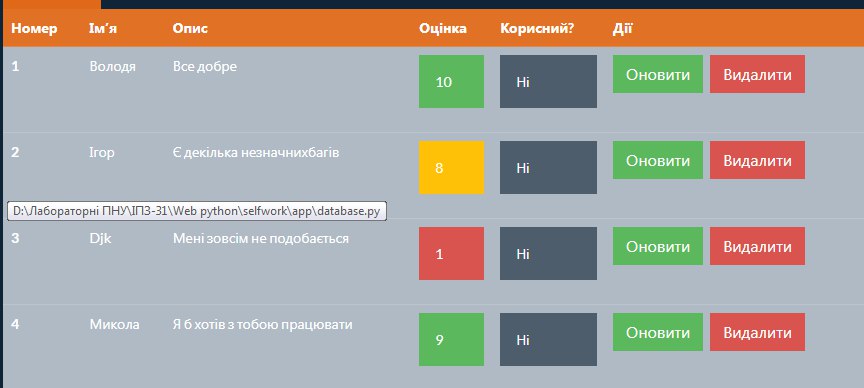 Номер Ім'я Опис Оцінка Корисний? Дії
1 Володя Все добре 10 Ні Оновити Видалити
2 Ігор Є декілька незначнихбагів 8 Ні Оновити Видалити
D:\Лабораторні ПНУ\ІПЗ-31\Web python\selfwork\app\database.py
3 Djk Мені зовсім не подобається 1 Ні Оновити Видалити
4 Микола Я б хотів з тобою працювати 9 Ні Оновити Видалити